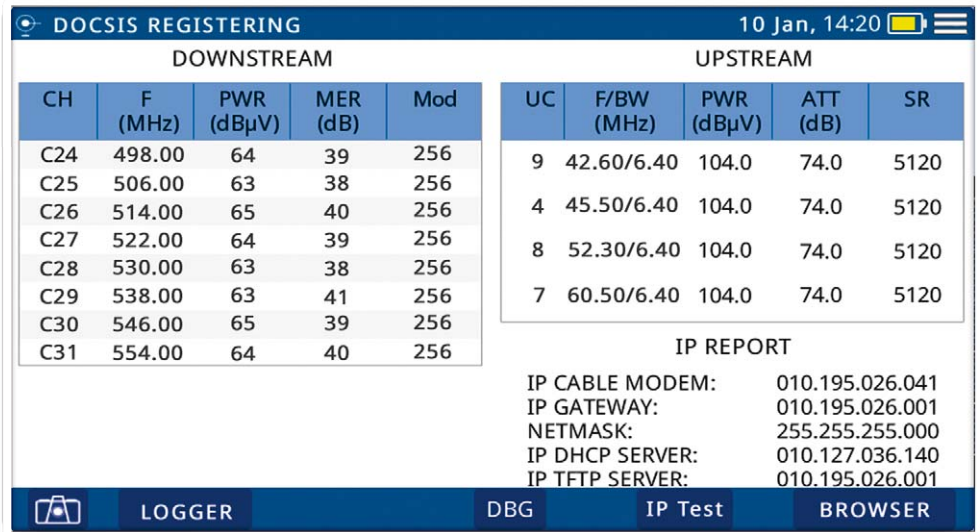 DOCSIS REGISTERING 10 Jan, 14:20
DOWNSTREAM
CH F (MHz) PWR (dBµV) MER (dB) Mod
C24 498.00 64 39 256
C25 506.00 63 38 256
C26 514.00 65 40 256
C27 522.00 64 39 256
C28 530.00 63 38 256
C29 538.00 63 41 256
C30 546.00 65 39 256
C31 554.00 64 40 256
UPSTREAM
UC F/BW (MHz) PWR (dBµV) ATT (dB) SR
9 42.60/6.40 104.0 74.0 5120
4 45.50/6.40 104.0 74.0 5120
8 52.30/6.40 104.0 74.0 5120
7 60.50/6.40 104.0 74.0 5120
IP REPORT
IP CABLE MODEM: 010.195.026.041
IP GATEWAY: 010.195.026.001
NETMASK: 255.255.255.000
IP DHCP SERVER: 010.127.036.140
IP TFTP SERVER: 010.195.026.001
LOGGER DBG IP Test BROWSER